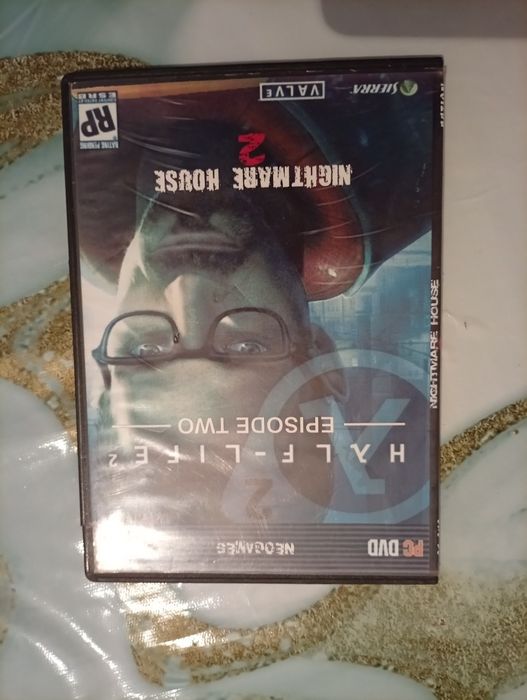 PC DVD
NEOGAMES
2
HALF-LIFE 2
EPISODE TWO
NIGHTMARE HOUSE
2
RATING PENDING
RP
ESRB
VALVE
SIERRA
NIGHTMARE HOUSE